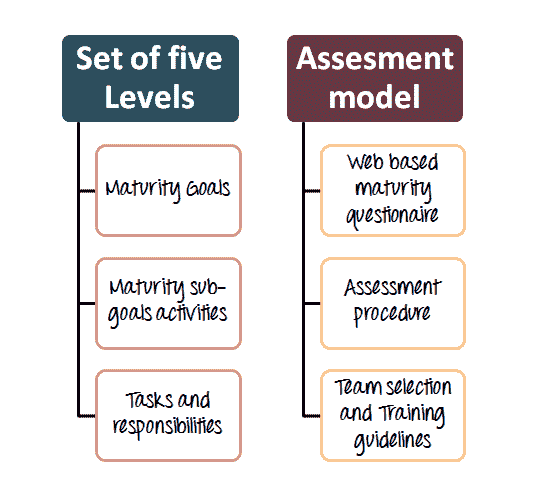 Set of five
Levels
Maturity Goals
Maturity sub-
goals activities
Tasks and
responsibilities
Assesment
model
Web based
maturity
questionaire
Assessment
procedure
Team selection
and Training
guidelines